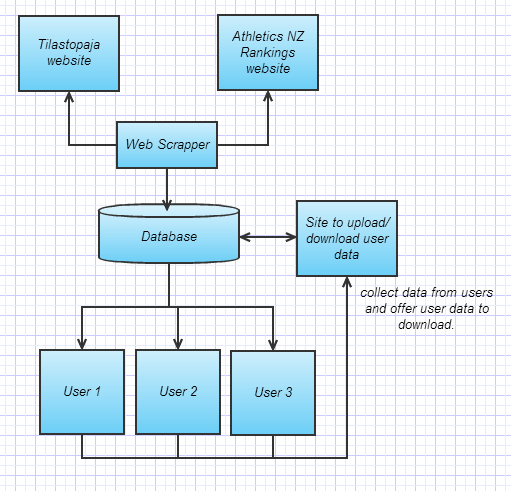 Tilastopaja
website
Athletics NZ
Rankings
website
Web Scrapper
Database
Site to upload/
download user
data
collect data from users
and offer user data to
download.
User 1
User 2
User 3